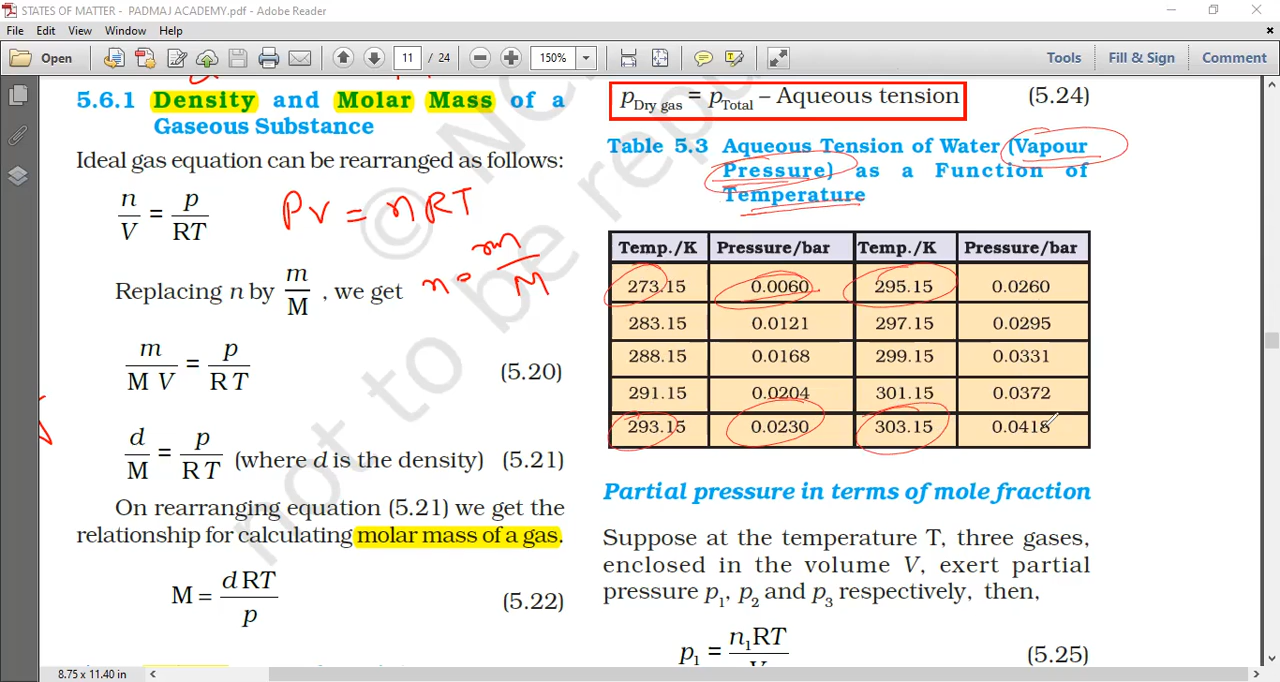 STATES OF MATTER - PADMAJ ACADEMY.pdf - Adobe Reader
File Edit View Window Help
Open 11 / 24 150% Tools Fill & Sign Comment
5.6.1 Density and Molar Mass of a
Gaseous Substance
Ideal gas equation can be rearranged as follows:
n/V = p/RT
PV = nRT
Replacing n by m/M , we get
n = m/M
m/M V = p/R T (5.20)
d/M = p/R T (where d is the density) (5.21)
On rearranging equation (5.21) we get the
relationship for calculating molar mass of a gas.
M = d RT/p (5.22)
p Dry gas = p Total – Aqueous tension (5.24)
Table 5.3 Aqueous Tension of Water (Vapour
Pressure) as a Function of
Temperature
Temp./K Pressure/bar Temp./K Pressure/bar
273.15 0.0060 295.15 0.0260
283.15 0.0121 297.15 0.0295
288.15 0.0168 299.15 0.0331
291.15 0.0204 301.15 0.0372
293.15 0.0230 303.15 0.0418
Partial pressure in terms of mole fraction
Suppose at the temperature T, three gases,
enclosed in the volume V, exert partial
pressure p1, p2 and p3 respectively, then,
p1 = n1RT/V (5.25)
© NC
not to be repu
8.75 x 11.40 in